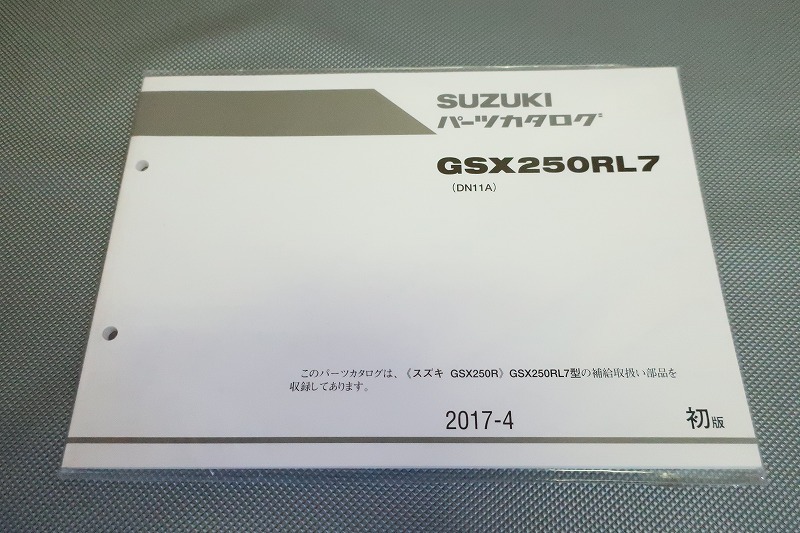 SUZUKI
パーツカタログ
GSX250RL7
(DN11A)
このパーツカタログは、《スズキ GSX250R》GSX250RL7型の補給取扱い部品を
収録してあります。
2017-4
初版